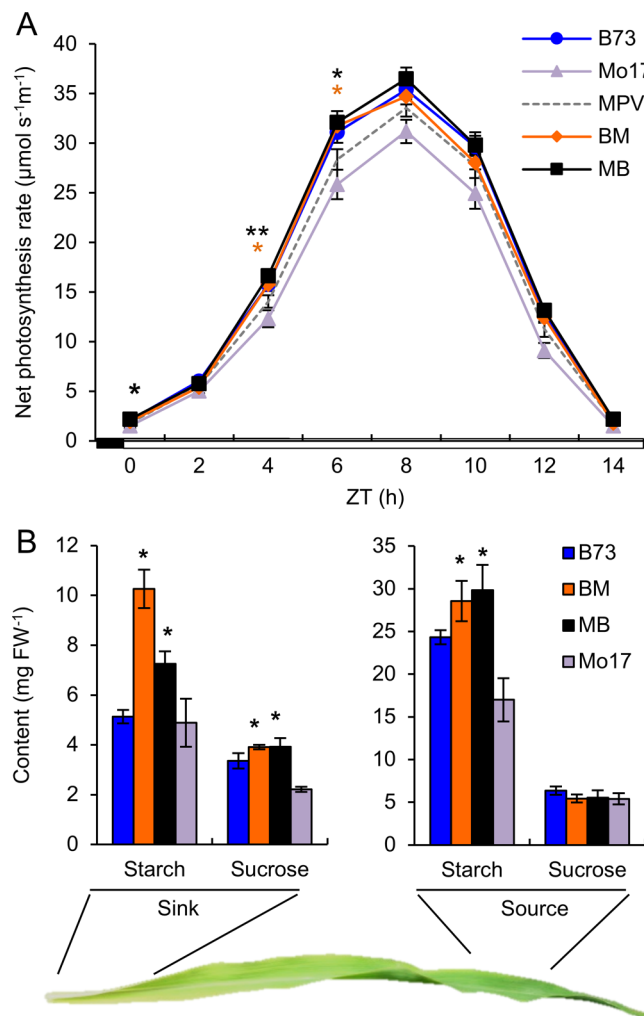 A
Net photosynthesis rate (µmol s⁻¹m⁻¹)
40
35
30
25
20
15
10
5
0
*
**
*
*
*
B73
Mo17
MPV
BM
MB
0 2 4 6 8 10 12 14
ZT (h)
B
Content (mg FW⁻¹)
12
10
8
6
4
2
0
* * * *
Starch Sucrose
Sink
35
30
25
20
15
10
5
0
* *
B73
BM
MB
Mo17
Starch Sucrose
Source